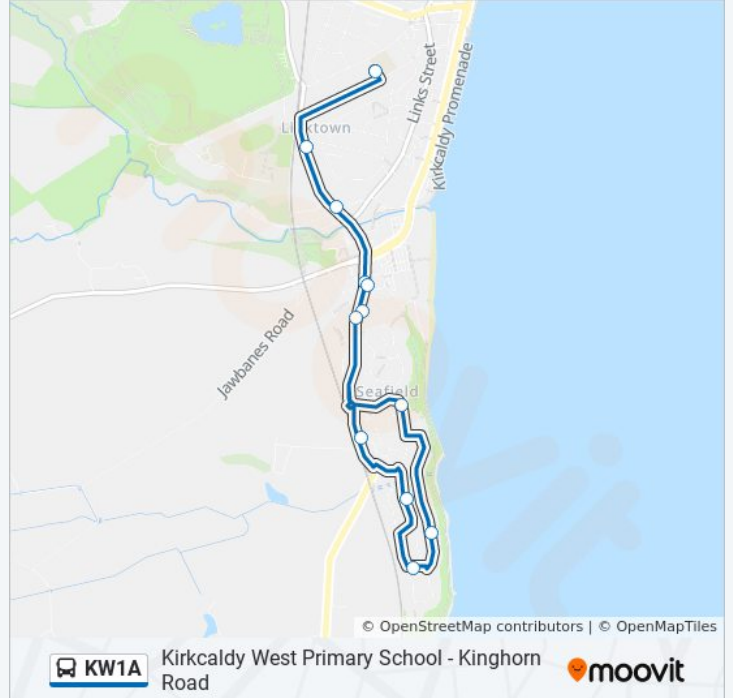 Links Street
Kirkcaldy Promenade
Linktown
Jawbanes Road
Seafield
© OpenStreetMap contributors | © OpenMapTiles
KW1A
Kirkcaldy West Primary School - Kinghorn
Road
moovit